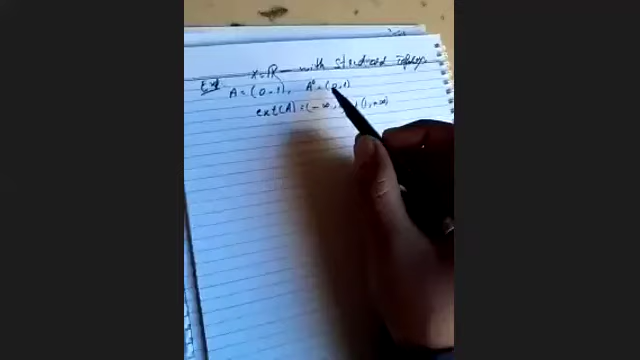 Ex: X = ℝ with standard topology.
A = (0, 1), A° = (0, 1)
ext(A) = (-∞, ) (1, +∞)